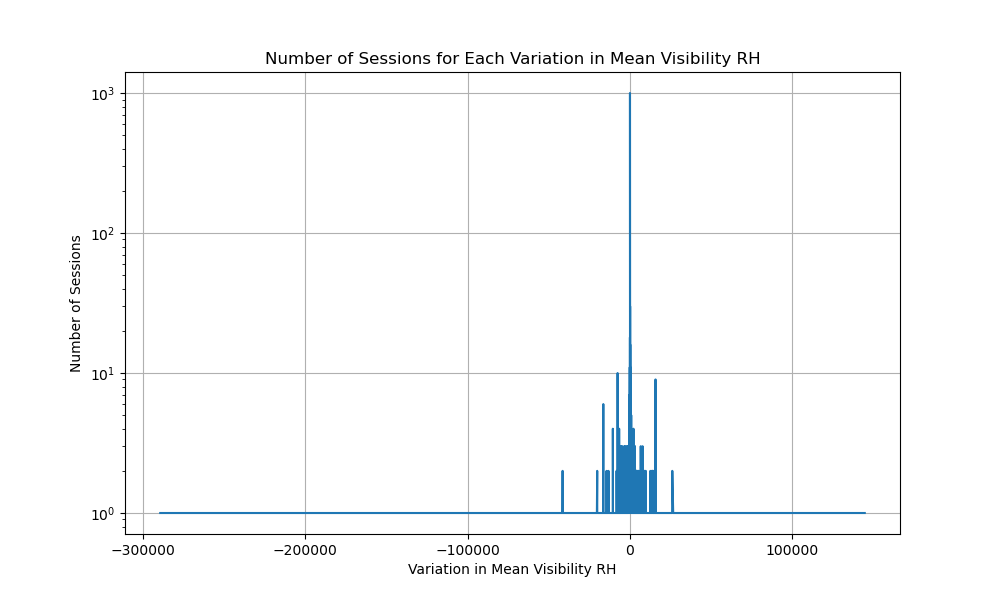 Number of Sessions for Each Variation in Mean Visibility RH
10³
10²
10¹
10⁰
Number of Sessions
−300000 −200000 −100000 0 100000
Variation in Mean Visibility RH